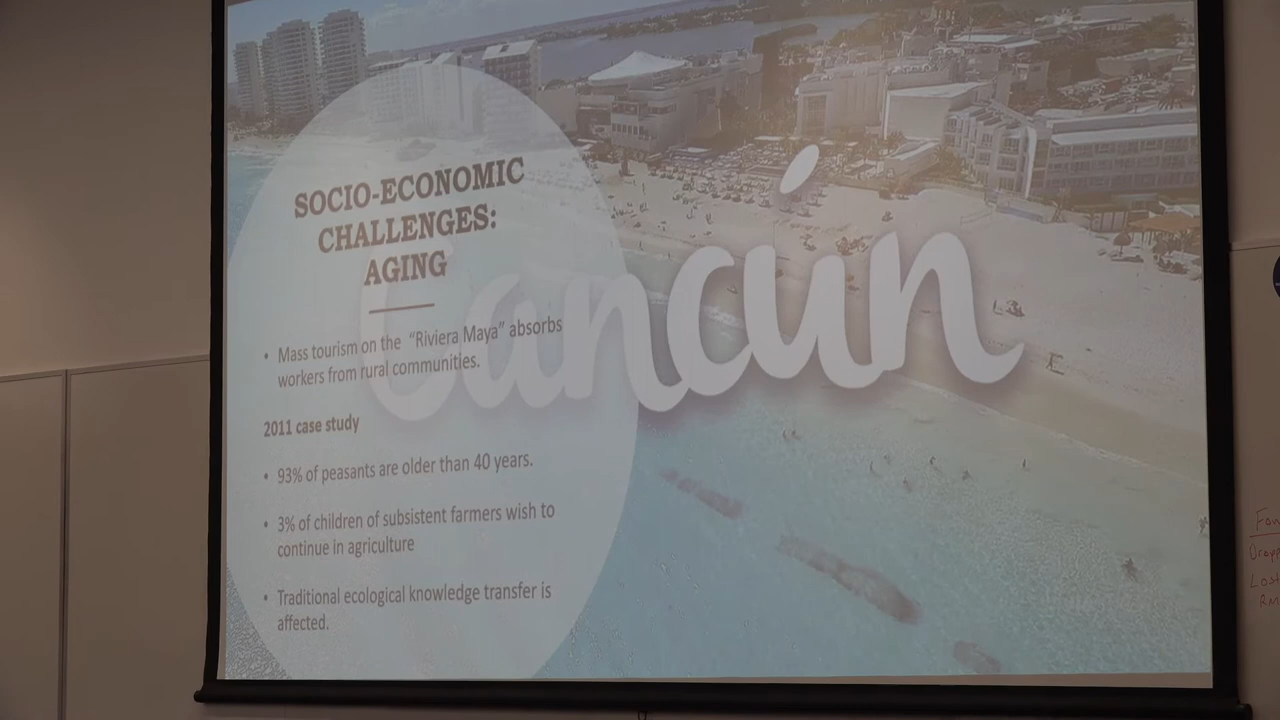 SOCIO-ECONOMIC
CHALLENGES:
AGING
Cancún
• Mass tourism on the "Riviera Maya" absorbs
workers from rural communities.
2011 case study
• 93% of peasants are older than 40 years.
• 3% of children of subsistent farmers wish to
continue in agriculture
• Traditional ecological knowledge transfer is
affected.